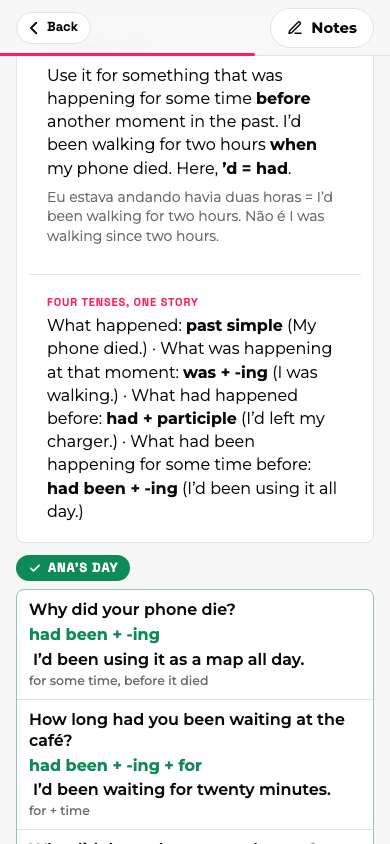 Back
Notes
Use it for something that was
happening for some time before
another moment in the past. I’d
been walking for two hours when
my phone died. Here, ’d = had.
Eu estava andando havia duas horas = I’d
been walking for two hours. Não é I was
walking since two hours.
FOUR TENSES, ONE STORY
What happened: past simple (My
phone died.) · What was happening
at that moment: was + -ing (I was
walking.) · What had happened
before: had + participle (I’d left my
charger.) · What had been
happening for some time before:
had been + -ing (I’d been using it all
day.)
ANA’S DAY
Why did your phone die?
had been + -ing
I’d been using it as a map all day.
for some time, before it died
How long had you been waiting at the
café?
had been + -ing + for
I’d been waiting for twenty minutes.
for + time